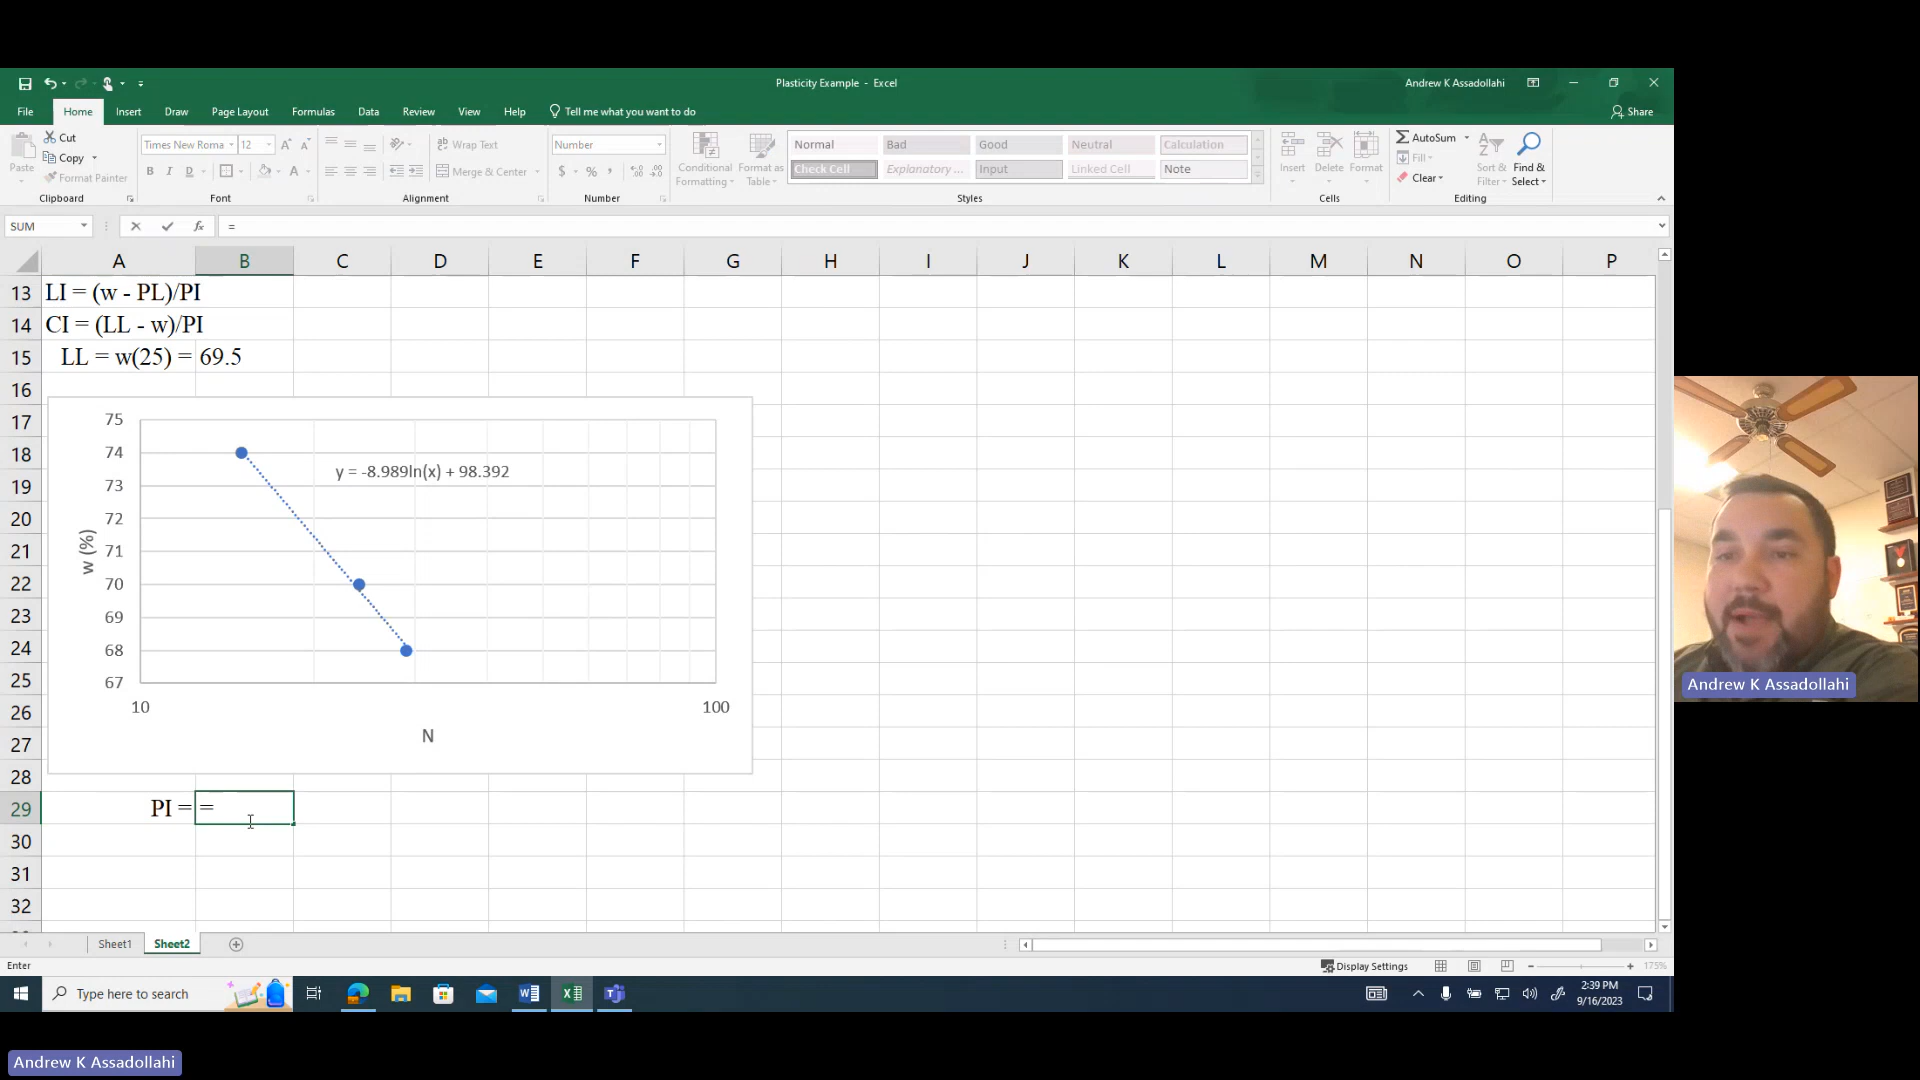 Plasticity Example - Excel
Andrew K Assadollahi
File Home Insert Draw Page Layout Formulas Data Review View Help Tell me what you want to do
Share
Paste
Cut
Copy
Format Painter
Clipboard
Times New Roma 12
B I U
Font
Wrap Text
Merge & Center
Alignment
Number
$ % ,
Number
Conditional Formatting
Format as Table
Normal Bad Good Neutral Calculation
Check Cell Explanatory ... Input Linked Cell Note
Styles
Insert Delete Format
Cells
AutoSum
Fill
Clear
Sort & Filter
Find & Select
Editing
SUM
fx
=
A B C D E F G H I J K L M N O P
13 LI = (w - PL)/PI
14 CI = (LL - w)/PI
15 LL = w(25) = 69.5
16
17
18
19
20
21
22
23
24
25
26
27
28
29 PI = =
30
31
32
75
74
73
72
71
70
69
68
67
w (%)
y = -8.989ln(x) + 98.392
10 100
N
Sheet1 Sheet2
Enter
Display Settings
175%
Type here to search
2:39 PM
9/16/2023
Andrew K Assadollahi
Andrew K Assadollahi